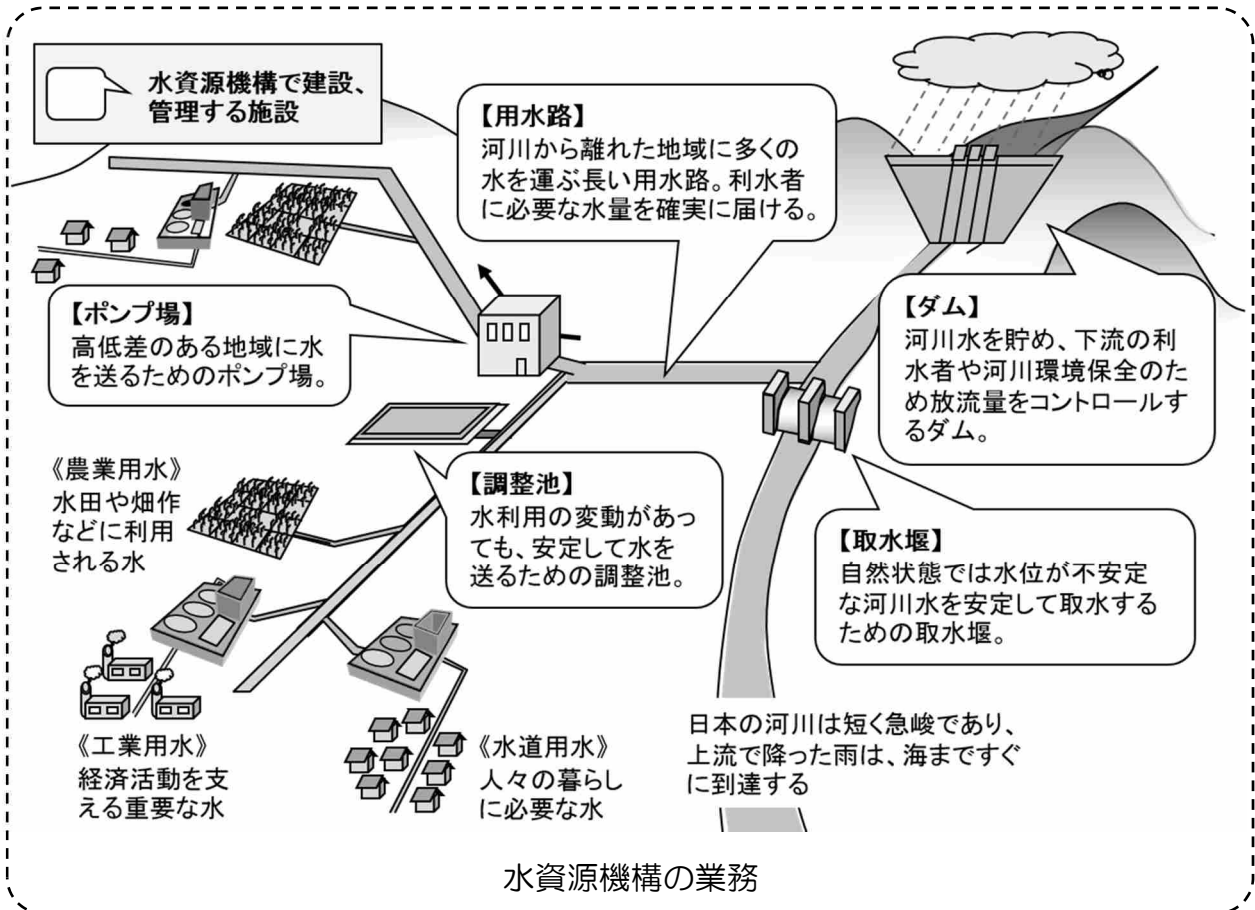 水資源機構で建設、
管理する施設
【用水路】
河川から離れた地域に多くの
水を運ぶ長い用水路。利水者
に必要な水量を確実に届ける。
【ポンプ場】
高低差のある地域に水
を送るためのポンプ場。
【ダム】
河川水を貯め、下流の利
水者や河川環境保全のた
め放流量をコントロールす
るダム。
《農業用水》
水田や畑作
などに利用
される水
【調整池】
水利用の変動があっ
ても、安定して水を
送るための調整池。
【取水堰】
自然状態では水位が不安定
な河川水を安定して取水する
ための取水堰。
《工業用水》
経済活動を支
える重要な水
《水道用水》
人々の暮らし
に必要な水
日本の河川は短く急峻であり、
上流で降った雨は、海まですぐ
に到達する
水資源機構の業務